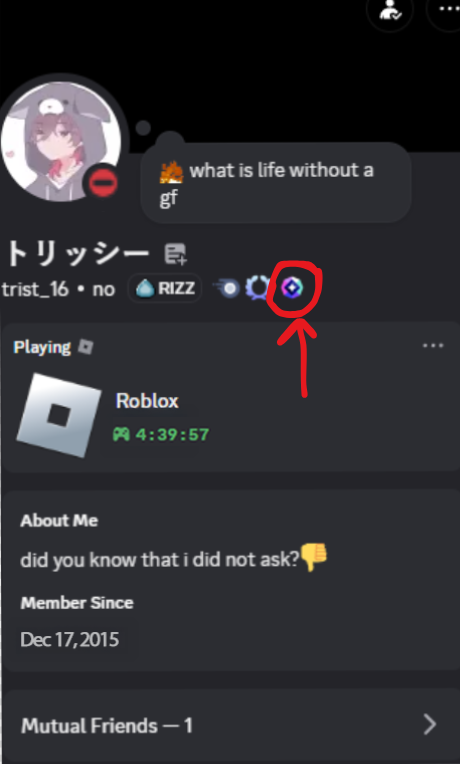 what is life without a
gf
トリッシー
trist_16 • no RIZZ
Playing
Roblox
4:39:57
About Me
did you know that i did not ask?👎
Member Since
Dec 17, 2015
Mutual Friends — 1